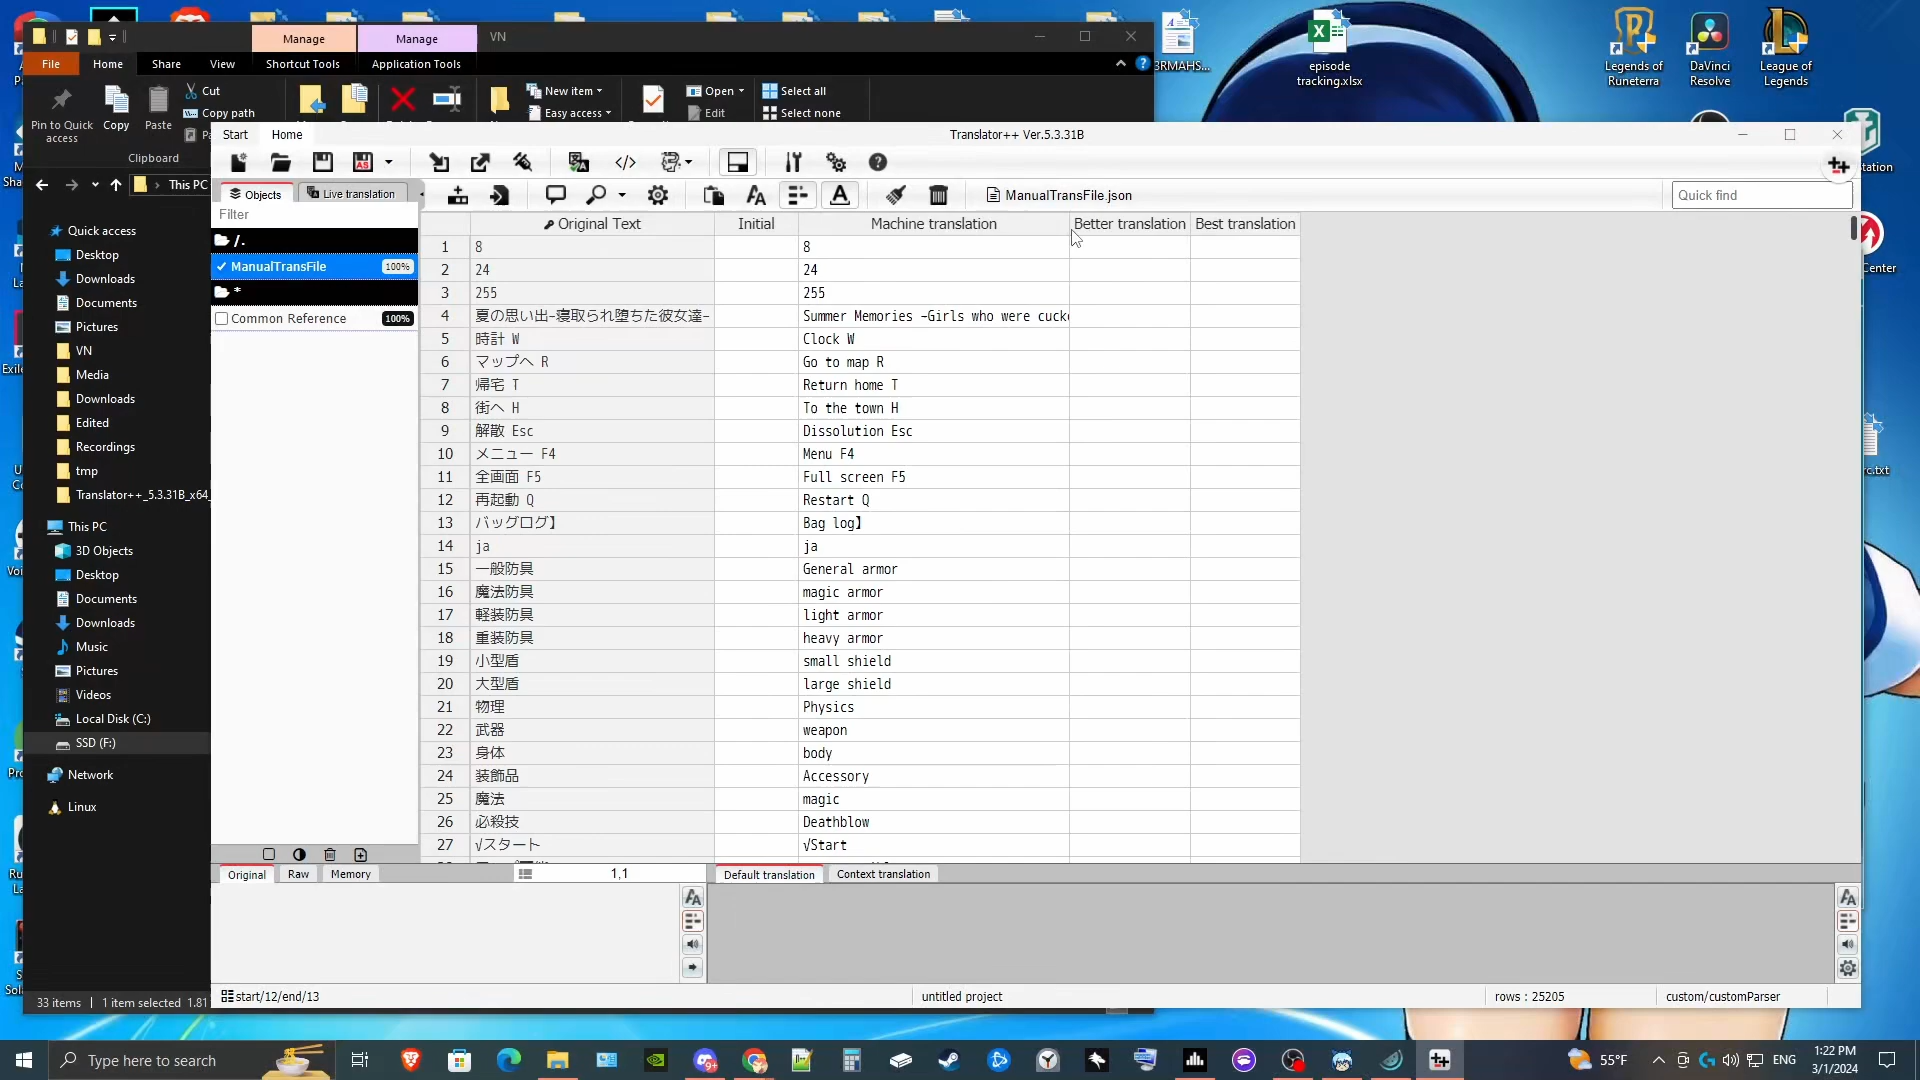 Manage
Manage
VN
File
Home
Share
View
Shortcut Tools
Application Tools
Pin to Quick access
Copy
Paste
Cut
Copy path
New item
Easy access
Open
Edit
Select all
Select none
Clipboard
This PC
Quick access
Desktop
Downloads
Documents
Pictures
VN
Media
Downloads
Edited
Recordings
tmp
Translator++_5.3.31B_x64_
This PC
3D Objects
Desktop
Documents
Downloads
Music
Pictures
Videos
Local Disk (C:)
SSD (F:)
Network
Linux
33 items
1 item selected 1.81
Start
Home
Translator++ Ver.5.3.31B
Objects
Live translation
ManualTransFile.json
Quick find
Filter
/.
ManualTransFile 100%
*
Common Reference 100%
Original Text Initial Machine translation Better translation Best translation
1 8 8
2 24 24
3 255 255
4 夏の思い出-寝取られ堕ちた彼女達- Summer Memories -Girls who were cuck
5 時計 W Clock W
6 マップへ R Go to map R
7 帰宅 T Return home T
8 街へ H To the town H
9 解散 Esc Dissolution Esc
10 メニュー F4 Menu F4
11 全画面 F5 Full screen F5
12 再起動 Q Restart Q
13 バッグログ】 Bag log】
14 ja ja
15 一般防具 General armor
16 魔法防具 magic armor
17 軽装防具 light armor
18 重装防具 heavy armor
19 小型盾 small shield
20 大型盾 large shield
21 物理 Physics
22 武器 weapon
23 身体 body
24 装飾品 Accessory
25 魔法 magic
26 必殺技 Deathblow
27 √スタート √Start
Original
Raw
Memory
1,1
Default translation
Context translation
start/12/end/13
untitled project
rows : 25205
custom/customParser
3RMAHS...
episode tracking.xlsx
Legends of Runeterra
DaVinci Resolve
League of Legends
Type here to search
55°F
ENG
1:22 PM
3/1/2024